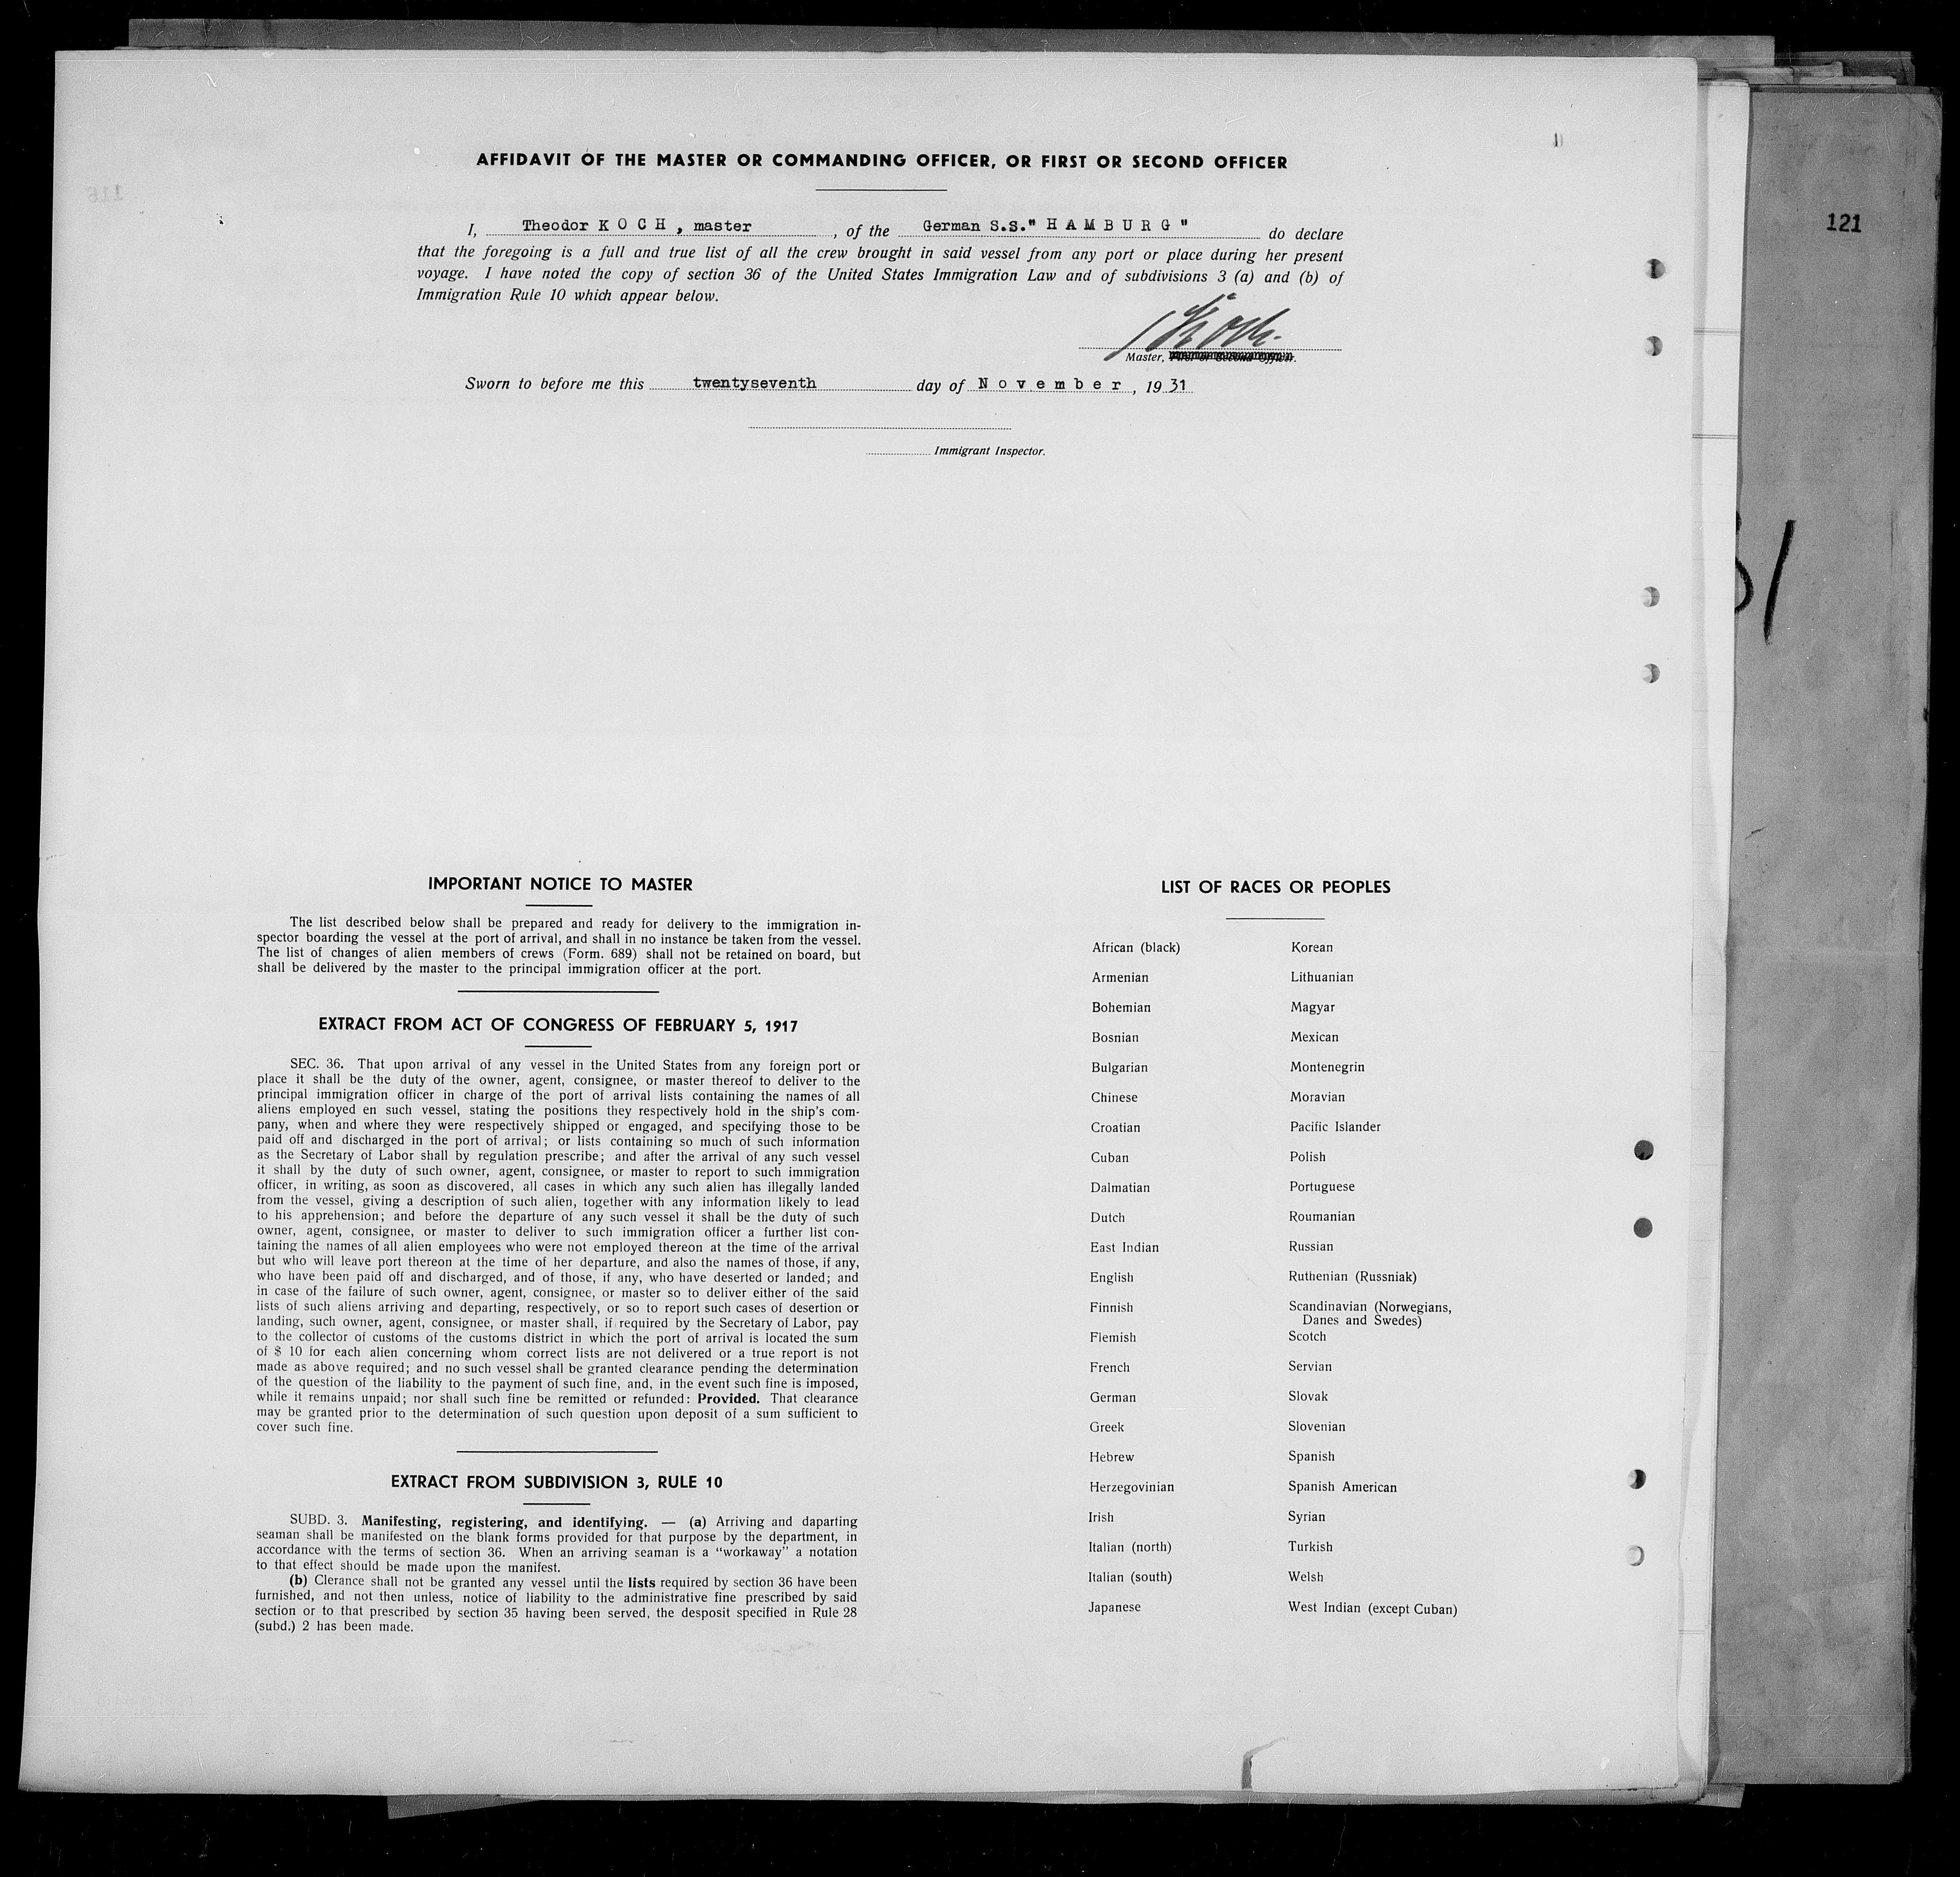 AFFIDAVIT OF THE MASTER OR COMMANDING OFFICER, OR FIRST OR SECOND OFFICER
I, Theodor K O C H , master , of the German S.S." H A M B U R G " do declare
that the foregoing is a full and true list of all the crew brought in said vessel from any port or place during her present
voyage. I have noted the copy of section 36 of the United States Immigration Law and of subdivisions 3 (a) and (b) of
Immigration Rule 10 which appear below.
Koch
Master, First or Second Officer.
Sworn to before me this twentyseventh day of N o v e m b e r , 19 31
Immigrant Inspector.
121
116
IMPORTANT NOTICE TO MASTER
The list described below shall be prepared and ready for delivery to the immigration in-
spector boarding the vessel at the port of arrival, and shall in no instance be taken from the vessel.
The list of changes of alien members of crews (Form. 689) shall not be retained on board, but
shall be delivered by the master to the principal immigration officer at the port.
EXTRACT FROM ACT OF CONGRESS OF FEBRUARY 5, 1917
SEC. 36. That upon arrival of any vessel in the United States from any foreign port or
place it shall be the duty of the owner, agent, consignee, or master thereof to deliver to the
principal immigration officer in charge of the port of arrival lists containing the names of all
aliens employed en such vessel, stating the positions they respectively hold in the ship's com-
pany, when and where they were respectively shipped or engaged, and specifying those to be
paid off and discharged in the port of arrival; or lists containing so much of such information
as the Secretary of Labor shall by regulation prescribe; and after the arrival of any such vessel
it shall by the duty of such owner, agent, consignee, or master to report to such immigration
officer, in writing, as soon as discovered, all cases in which any such alien has illegally landed
from the vessel, giving a description of such alien, together with any information likely to lead
to his apprehension; and before the departure of any such vessel it shall be the duty of such
owner, agent, consignee, or master to deliver to such immigration officer a further list con-
taining the names of all alien employees who were not employed thereon at the time of the arrival
but who will leave port thereon at the time of her departure, and also the names of those, if any,
who have been paid off and discharged, and of those, if any, who have deserted or landed; and
in case of the failure of such owner, agent, consignee, or master so to deliver either of the said
lists of such aliens arriving and departing, respectively, or so to report such cases of desertion or
landing, such owner, agent, consignee, or master shall, if required by the Secretary of Labor, pay
to the collector of customs of the customs district in which the port of arrival is located the sum
of $ 10 for each alien concerning whom correct lists are not delivered or a true report is not
made as above required; and no such vessel shall be granted clearance pending the determination
of the question of the liability to the payment of such fine, and, in the event such fine is imposed,
while it remains unpaid; nor shall such fine be remitted or refunded: Provided. That clearance
may be granted prior to the determination of such question upon deposit of a sum sufficient to
cover such fine.
EXTRACT FROM SUBDIVISION 3, RULE 10
SUBD. 3. Manifesting, registering, and identifying. — (a) Arriving and daparting
seaman shall be manifested on the blank forms provided for that purpose by the department, in
accordance with the terms of section 36. When an arriving seaman is a "workaway" a notation
to that effect should be made upon the manifest.
(b) Clerance shall not be granted any vessel until the lists required by section 36 have been
furnished, and not then unless, notice of liability to the administrative fine prescribed by said
section or to that prescribed by section 35 having been served, the desposit specified in Rule 28
(subd.) 2 has been made.
LIST OF RACES OR PEOPLES
African (black)
Armenian
Bohemian
Bosnian
Bulgarian
Chinese
Croatian
Cuban
Dalmatian
Dutch
East Indian
English
Finnish
Flemish
French
German
Greek
Hebrew
Herzegovinian
Irish
Italian (north)
Italian (south)
Japanese
Korean
Lithuanian
Magyar
Mexican
Montenegrin
Moravian
Pacific Islander
Polish
Portuguese
Roumanian
Russian
Ruthenian (Russniak)
Scandinavian (Norwegians,
Danes and Swedes)
Scotch
Servian
Slovak
Slovenian
Spanish
Spanish American
Syrian
Turkish
Welsh
West Indian (except Cuban)